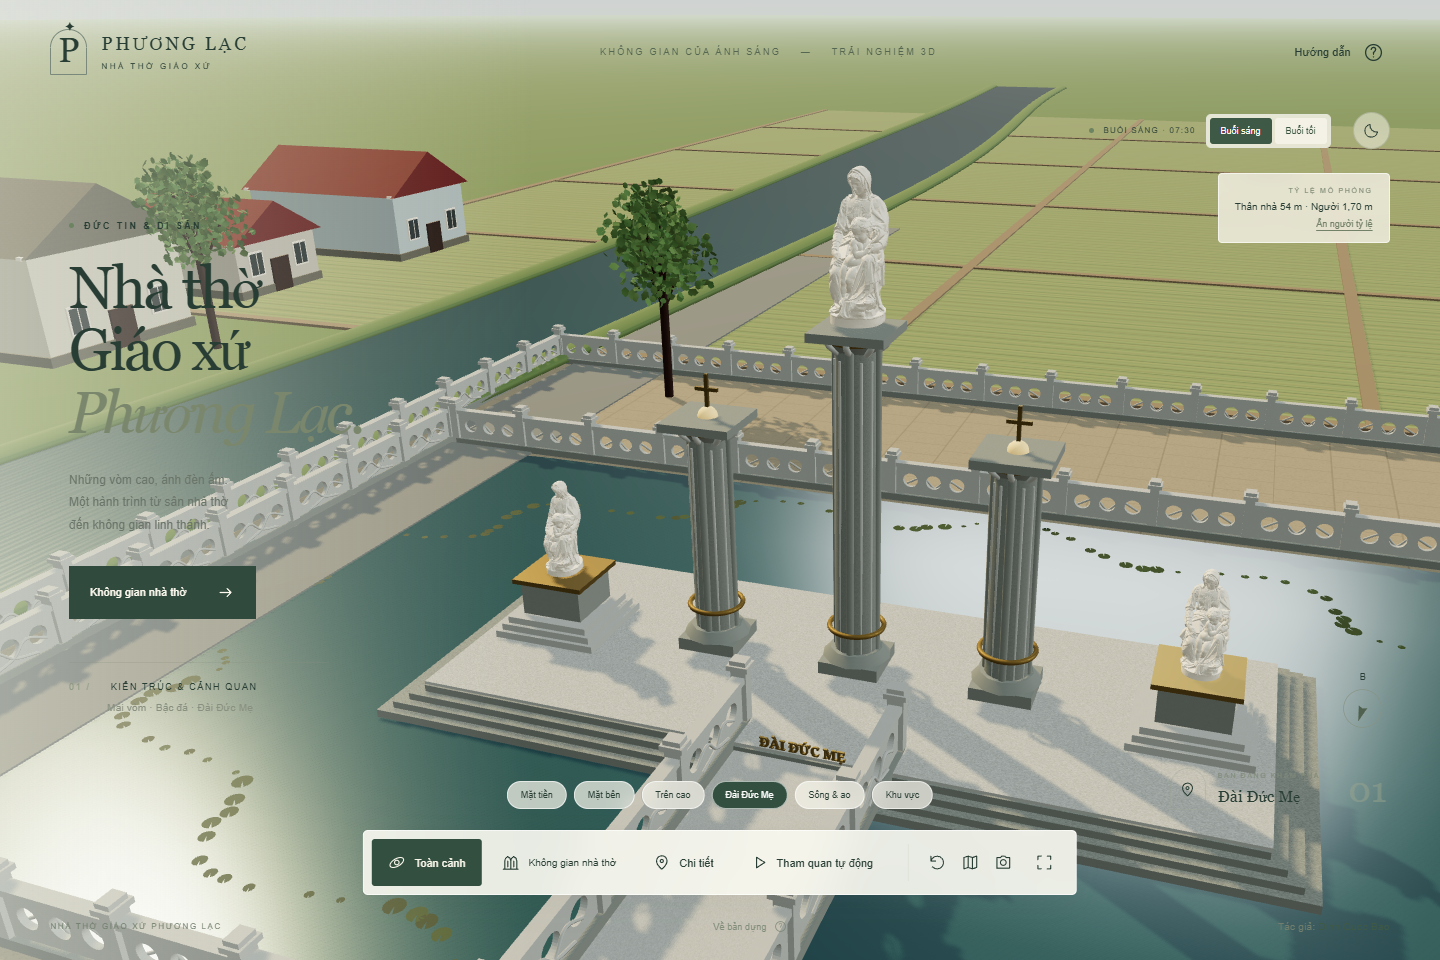 P
PHƯƠNG LẠC
NHÀ THỜ GIÁO XỨ
KHÔNG GIAN CỦA ÁNH SÁNG — TRẢI NGHIỆM 3D
Hướng dẫn
BUỔI SÁNG · 07:30
Buổi sáng
Buổi tối
TỶ LỆ MÔ PHỎNG
Thân nhà 54 m · Người 1,70 m
Ẩn người tỷ lệ
ĐỨC TIN & DI SẢN
Nhà thờ
Giáo xứ
Phương Lạc.
Những vòm cao, ánh đèn ấm.
Một hành trình từ sân nhà thờ
đến không gian linh thánh.
Không gian nhà thờ
01 / KIẾN TRÚC & CẢNH QUAN
Mái vòm · Bậc đá · Đài Đức Mẹ
B
ĐÀI ĐỨC MẸ
Mặt tiền
Mặt bên
Trên cao
Đài Đức Mẹ
Sông & ao
Khu vực
Đài Đức Mẹ
01
Toàn cảnh
Không gian nhà thờ
Chi tiết
Tham quan tự động
NHÀ THỜ GIÁO XỨ PHƯƠNG LẠC
Về bản dựng
Tác giả: